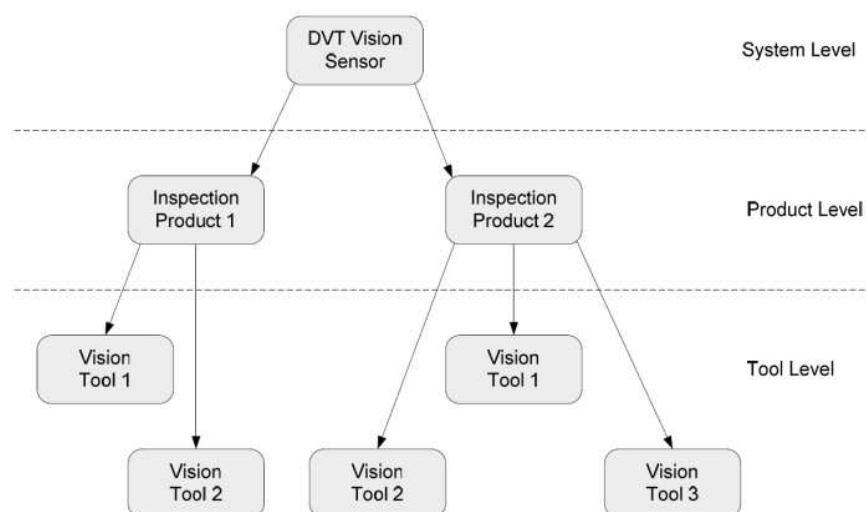 DVT Vision
Sensor
System Level
Inspection
Product 1
Inspection
Product 2
Product Level
Vision
Tool 1
Vision
Tool 1
Tool Level
Vision
Tool 2
Vision
Tool 2
Vision
Tool 3